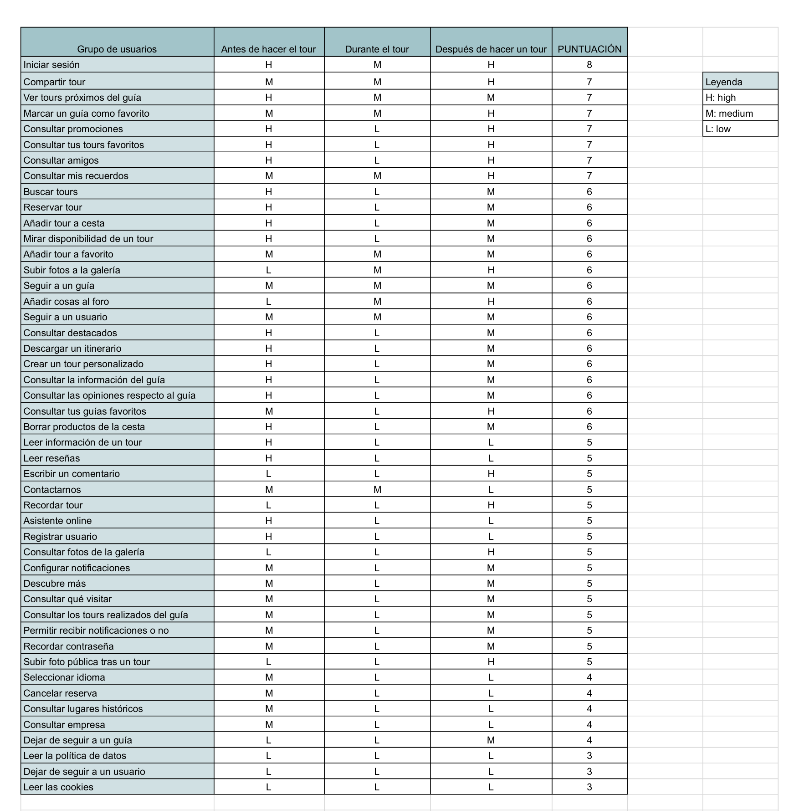 Grupo de usuarios Antes de hacer el tour Durante el tour Después de hacer un tour PUNTUACIÓN
Iniciar sesión H M H 8
Compartir tour M M H 7 Leyenda
Ver tours próximos del guía H M M 7 H: high
Marcar un guía como favorito M M H 7 M: medium
Consultar promociones H L H 7 L: low
Consultar tus tours favoritos H L H 7
Consultar amigos H L H 7
Consultar mis recuerdos M M H 7
Buscar tours H L M 6
Reservar tour H L M 6
Añadir tour a cesta H L M 6
Mirar disponibilidad de un tour H L M 6
Añadir tour a favorito M M M 6
Subir fotos a la galería L M H 6
Seguir a un guía M M M 6
Añadir cosas al foro L M H 6
Seguir a un usuario M M M 6
Consultar destacados H L M 6
Descargar un itinerario H L M 6
Crear un tour personalizado H L M 6
Consultar la información del guía H L M 6
Consultar las opiniones respecto al guía H L M 6
Consultar tus guias favoritos M L H 6
Borrar productos de la cesta H L M 6
Leer información de un tour H L L 5
Leer reseñas H L L 5
Escribir un comentario L L H 5
Contactarnos M M L 5
Recordar tour L L H 5
Asistente online H L L 5
Registrar usuario H L L 5
Consultar fotos de la galería L L H 5
Configurar notificaciones M L M 5
Descubre más M L M 5
Consultar qué visitar M L M 5
Consultar los tours realizados del guía M L M 5
Permitir recibir notificaciones o no M L M 5
Recordar contraseña M L M 5
Subir foto pública tras un tour L L H 5
Seleccionar idioma M L L 4
Cancelar reserva M L L 4
Consultar lugares históricos M L L 4
Consultar empresa M L L 4
Dejar de seguir a un guía L L M 4
Leer la política de datos L L L 3
Dejar de seguir a un usuario L L L 3
Leer las cookies L L L 3